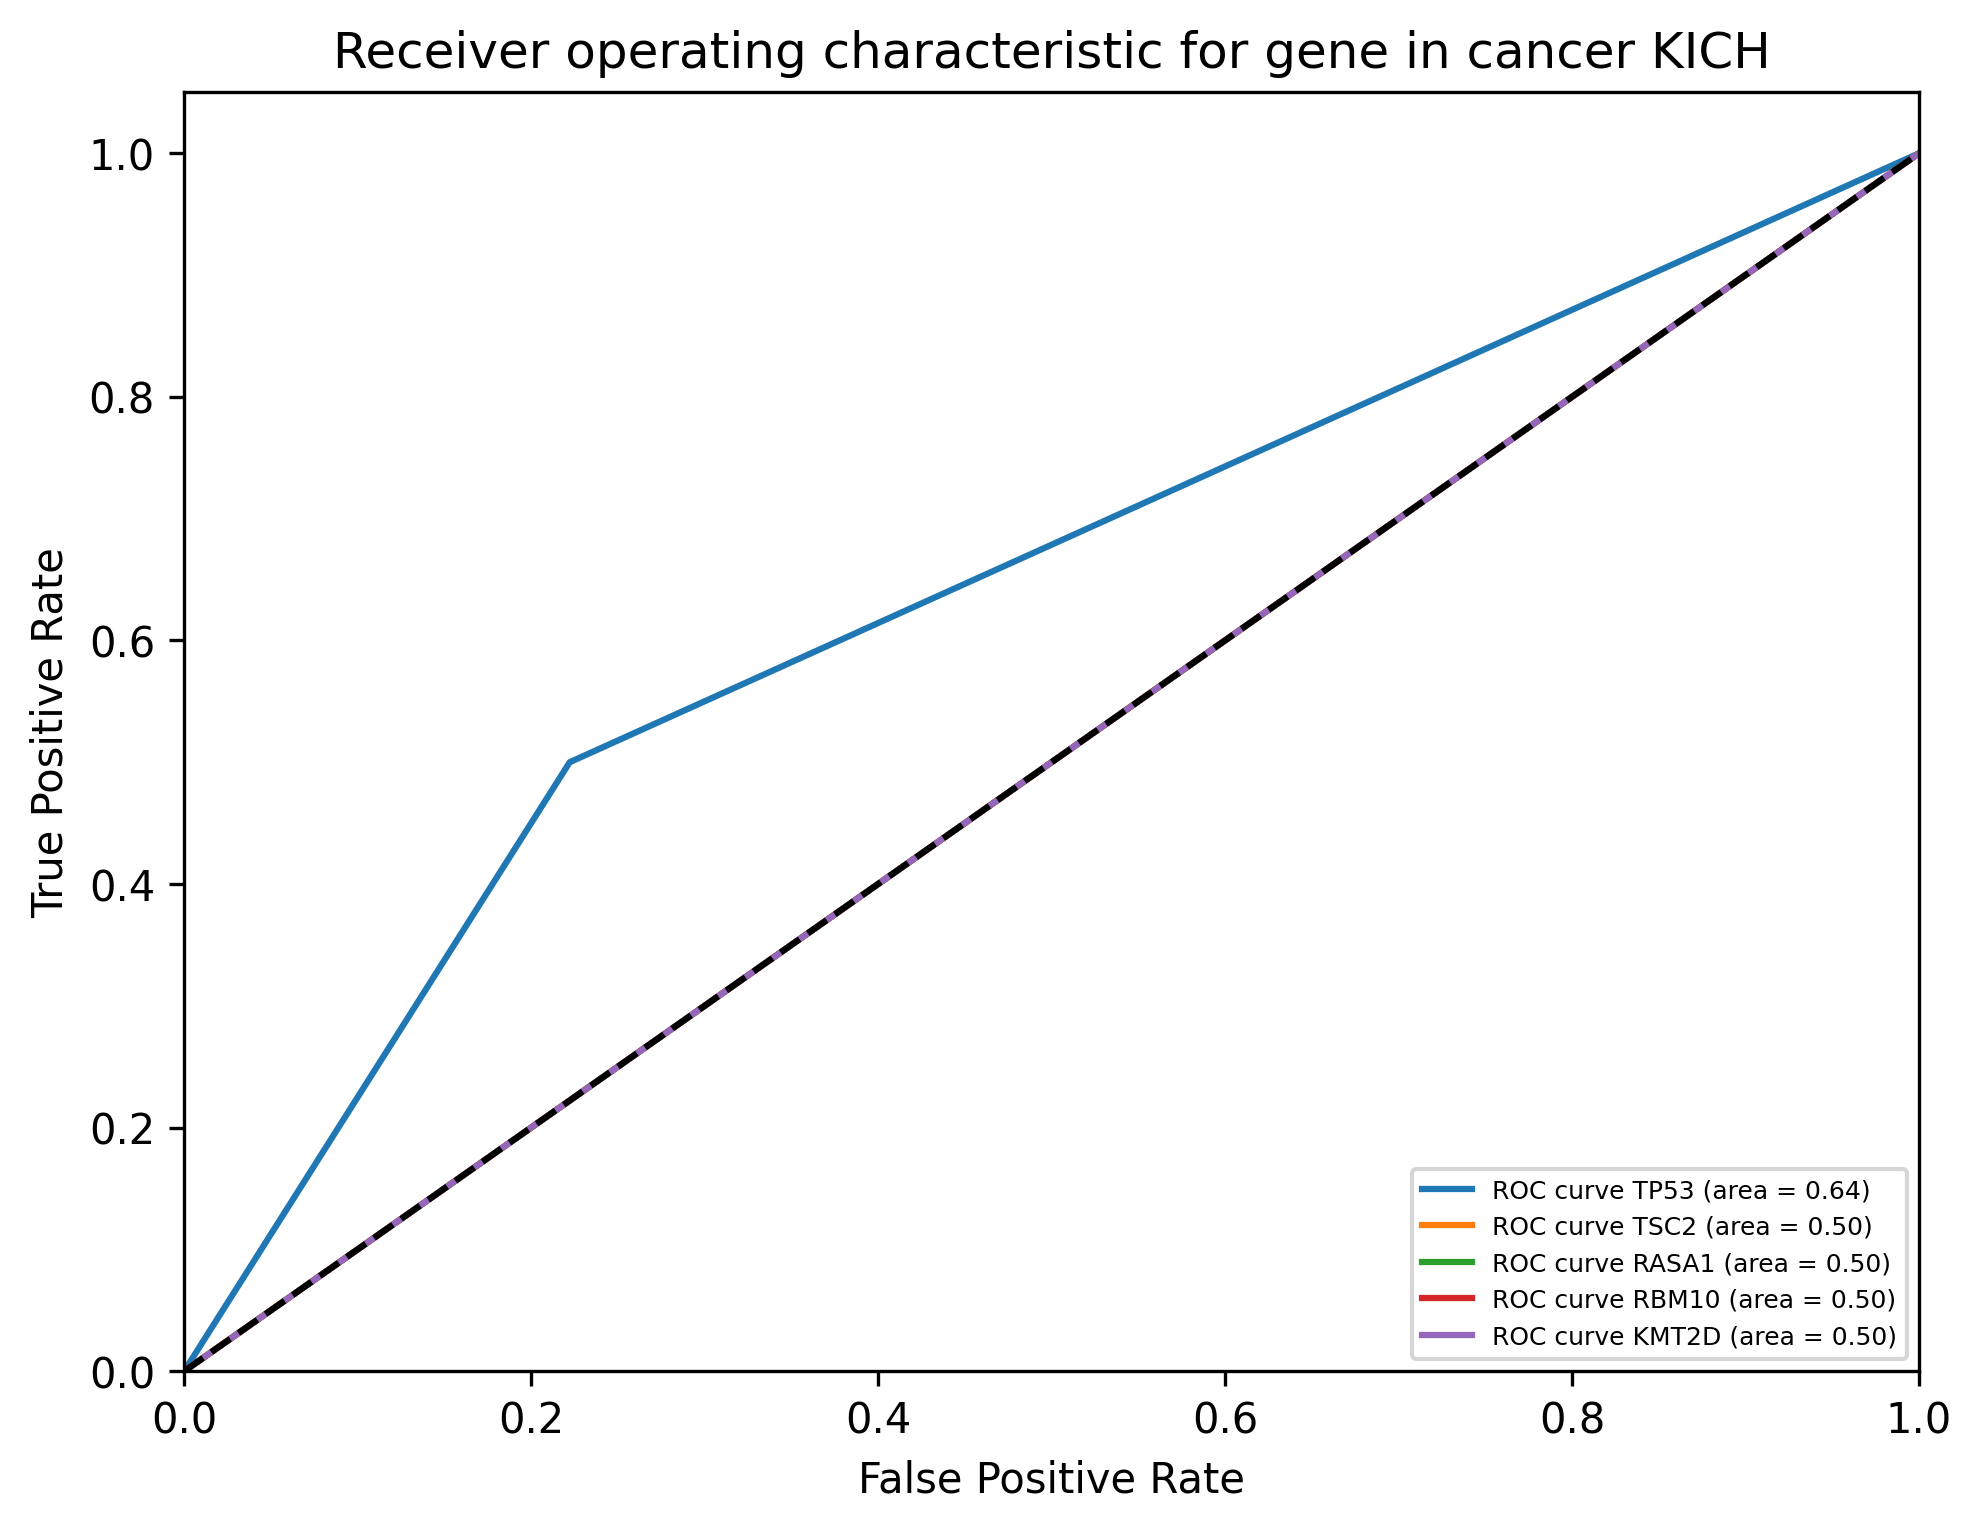 Receiver operating characteristic for gene in cancer KICH
1.0
0.8
0.6
0.4
0.2
0.0
True Positive Rate
0.0 0.2 0.4 0.6 0.8 1.0
False Positive Rate
ROC curve TP53 (area = 0.64)
ROC curve TSC2 (area = 0.50)
ROC curve RASA1 (area = 0.50)
ROC curve RBM10 (area = 0.50)
ROC curve KMT2D (area = 0.50)